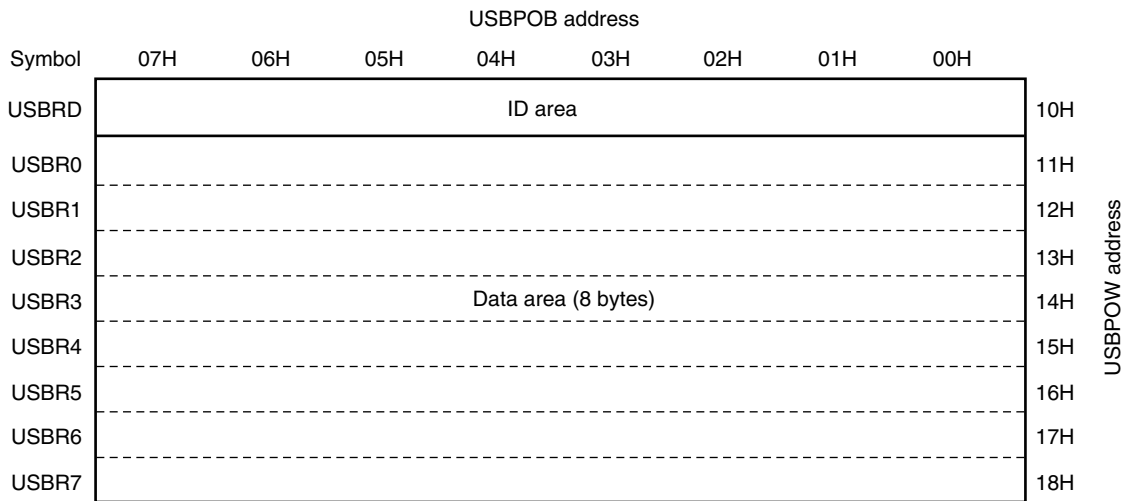 USBPOB address
Symbol 07H 06H 05H 04H 03H 02H 01H 00H
USBRD ID area 10H
USBR0 11H
USBR1 12H
USBR2 13H
USBR3 Data area (8 bytes) 14H
USBR4 15H
USBR5 16H
USBR6 17H
USBR7 18H
USBPOW address